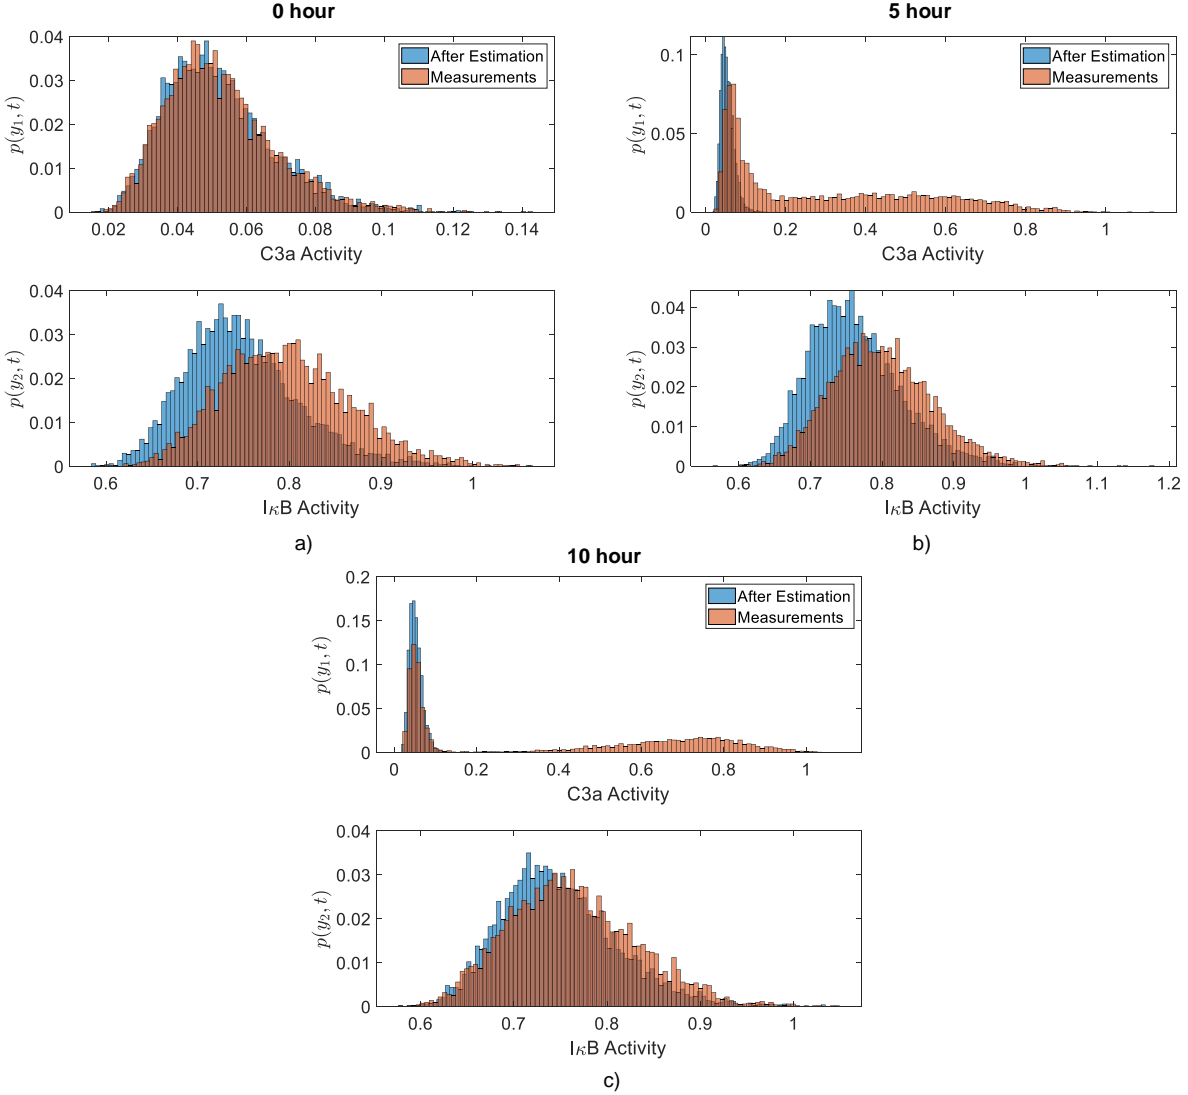 0 hour
0.04
0.03
0.02
0.01
0
p(y₁, t)
After Estimation
Measurements
0.02 0.04 0.06 0.08 0.1 0.12 0.14
C3a Activity
0.04
0.03
0.02
0.01
0
p(y₂, t)
0.6 0.7 0.8 0.9 1
IκB Activity
a)
5 hour
0.1
0.05
0
p(y₁, t)
After Estimation
Measurements
0 0.2 0.4 0.6 0.8 1
C3a Activity
0.04
0.03
0.02
0.01
0
p(y₂, t)
0.6 0.7 0.8 0.9 1 1.1 1.2
IκB Activity
b)
10 hour
0.2
0.15
0.1
0.05
0
p(y₁, t)
After Estimation
Measurements
0 0.2 0.4 0.6 0.8 1
C3a Activity
0.04
0.03
0.02
0.01
0
p(y₂, t)
0.6 0.7 0.8 0.9 1
IκB Activity
c)